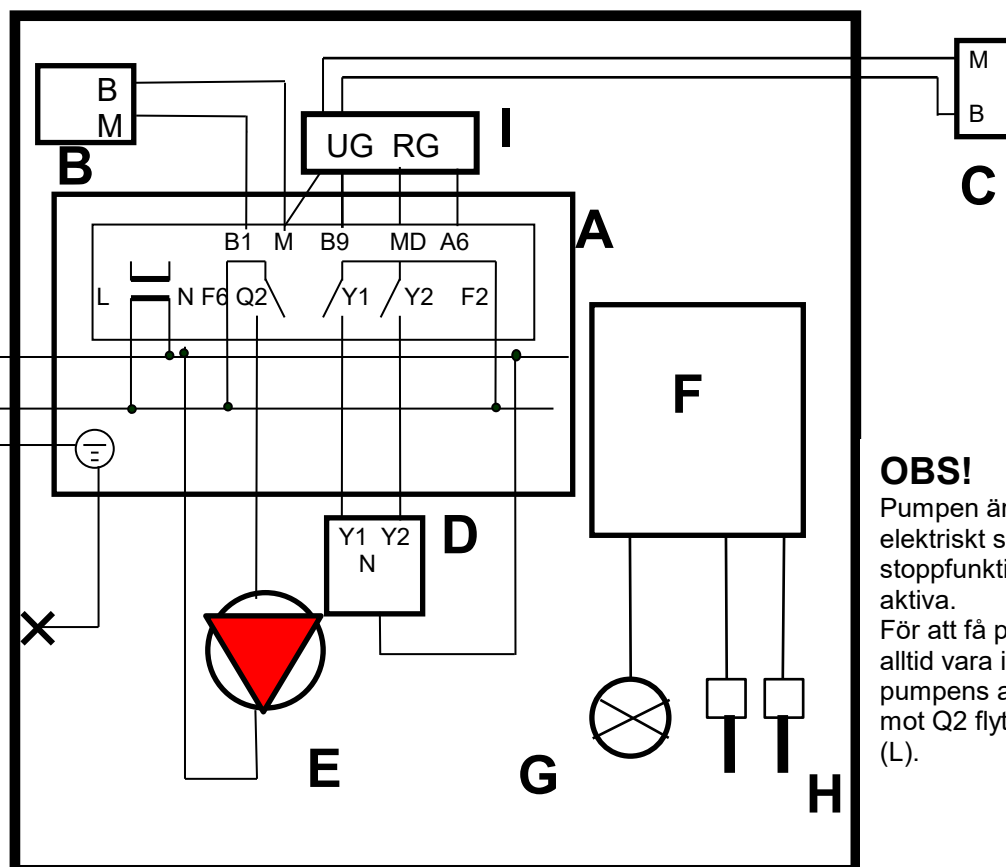 M
B
C
B
M
B
I
UG RG
A
B1 M B9 MD A6
L N F6 Q2 Y1 Y2 F2
F
D
Y1 Y2
N
E
G
H
OBS!
Pumpen är
elektriskt s
stoppfunkti
aktiva.
För att få p
alltid vara i
pumpens a
mot Q2 flyt
(L).